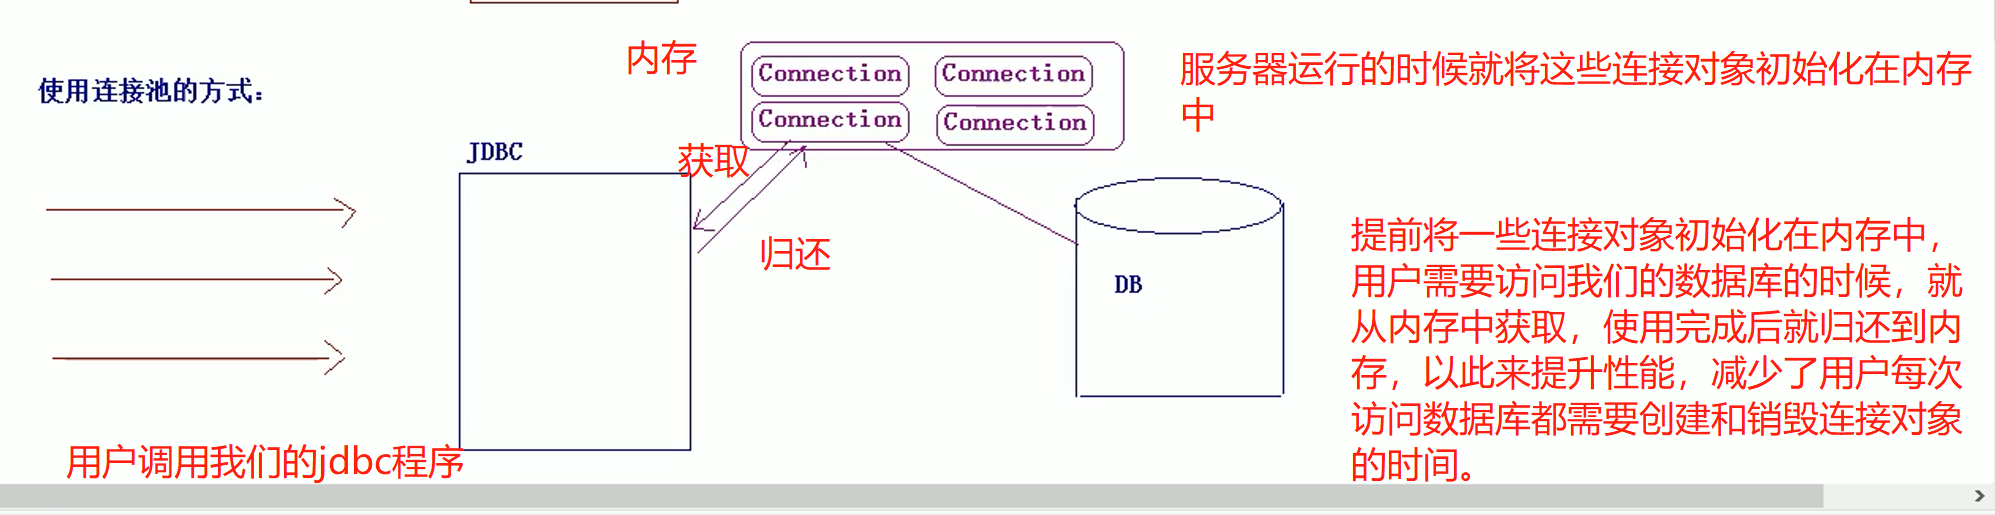 内存
Connection Connection
Connection Connection
服务器运行的时候就将这些连接对象初始化在内存
中
使用连接池的方式：
JDBC
获取
归还
DB
提前将一些连接对象初始化在内存中，
用户需要访问我们的数据库的时候，就
从内存中获取，使用完成后就归还到内
存，以此来提升性能，减少了用户每次
访问数据库都需要创建和销毁连接对象
的时间。
用户调用我们的jdbc程序